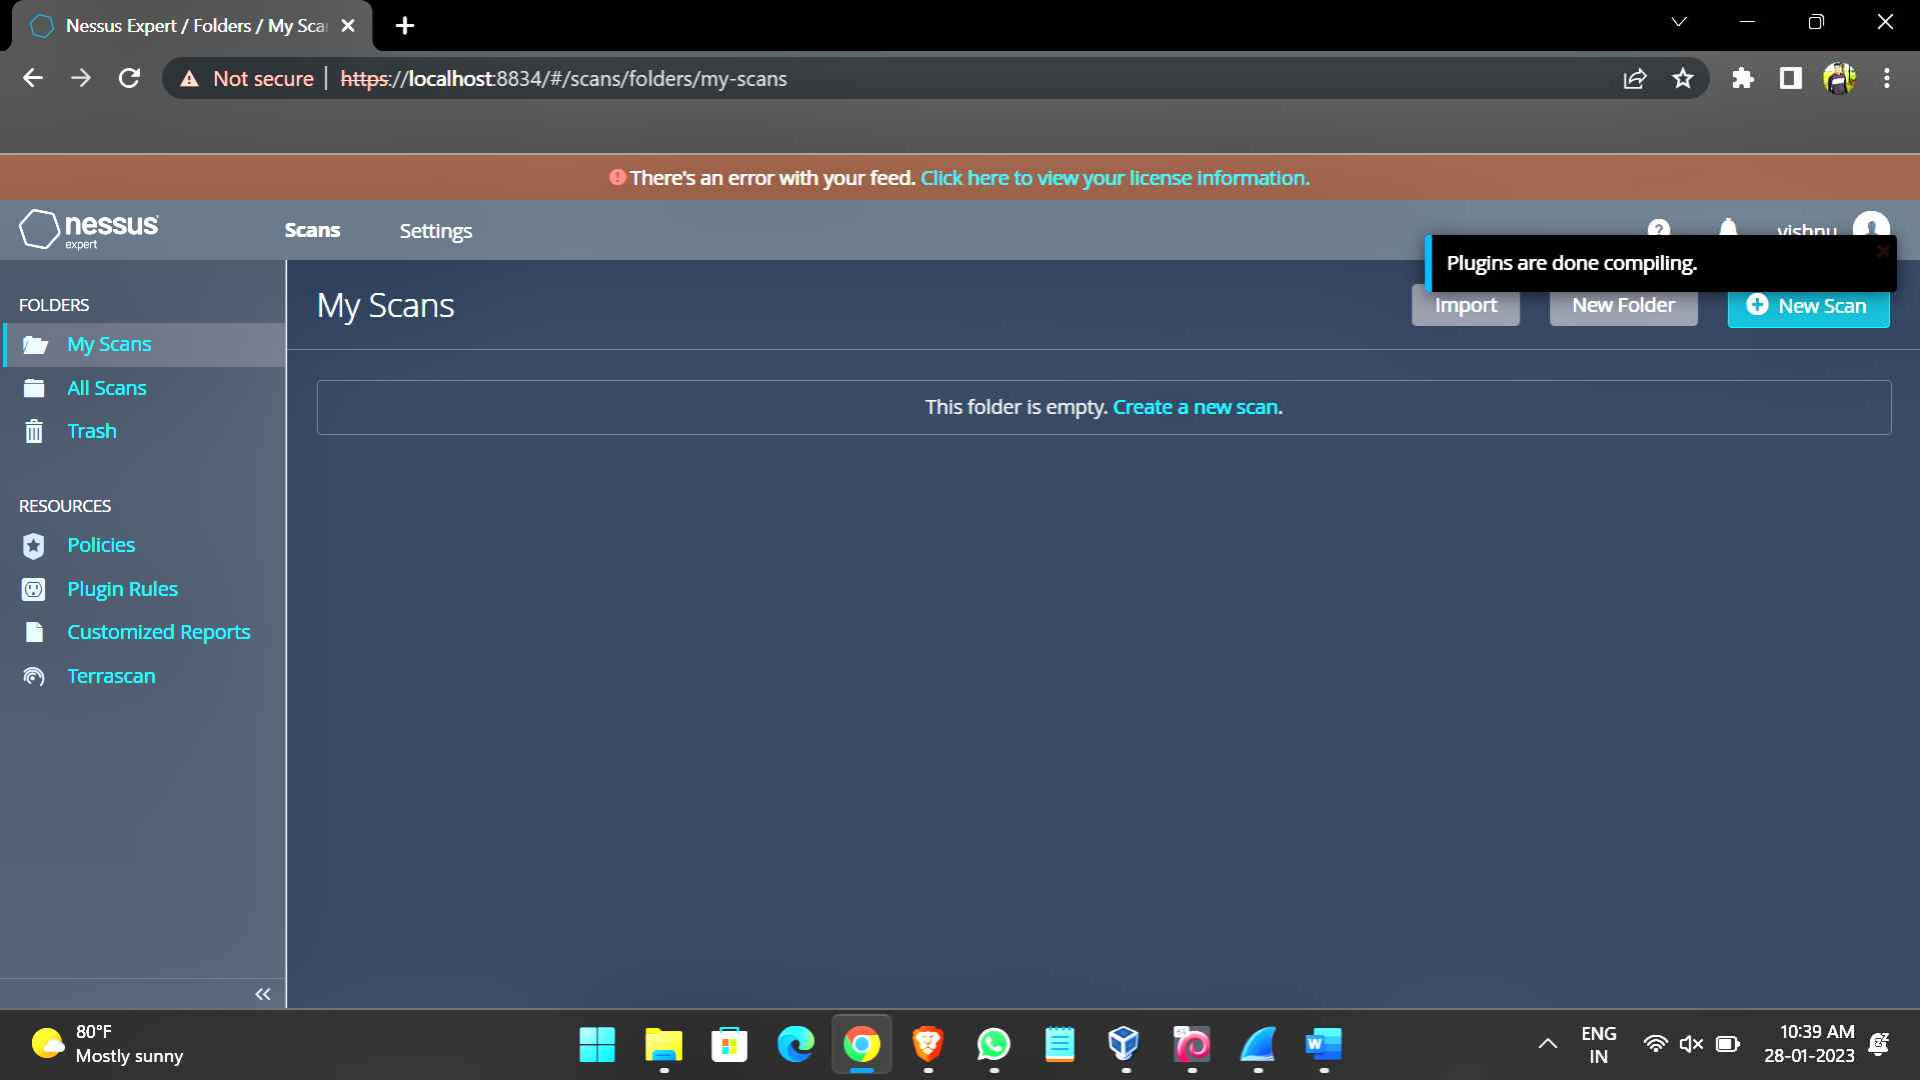 Nessus Expert / Folders / My Sca
Not secure
https://localhost:8834/#/scans/folders/my-scans
There's an error with your feed. Click here to view your license information.
nessus
expert
Scans
Settings
vishnu
Plugins are done compiling.
FOLDERS
My Scans
All Scans
Trash
RESOURCES
Policies
Plugin Rules
Customized Reports
Terrascan
My Scans
Import
New Folder
New Scan
This folder is empty. Create a new scan.
80°F
Mostly sunny
ENG
IN
10:39 AM
28-01-2023